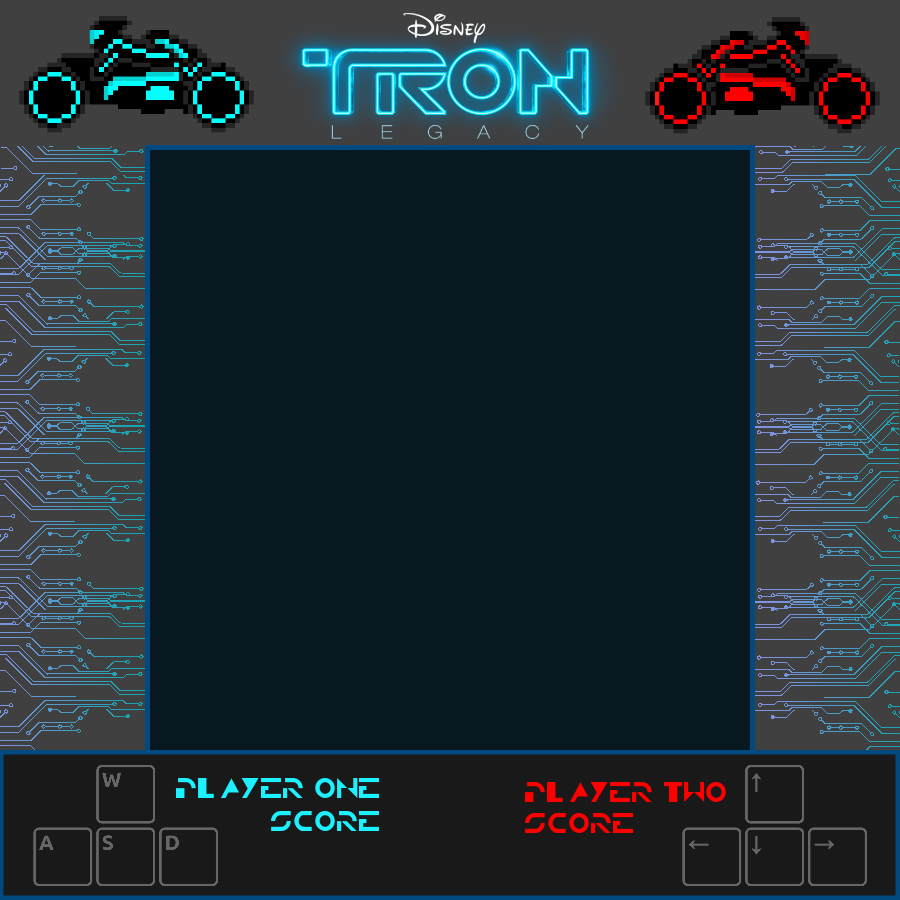 Disney
TRON
LEGACY
W
PLAYER ONE
SCORE
A
S
D
PLAYER TWO
SCORE
↑
←
↓
→